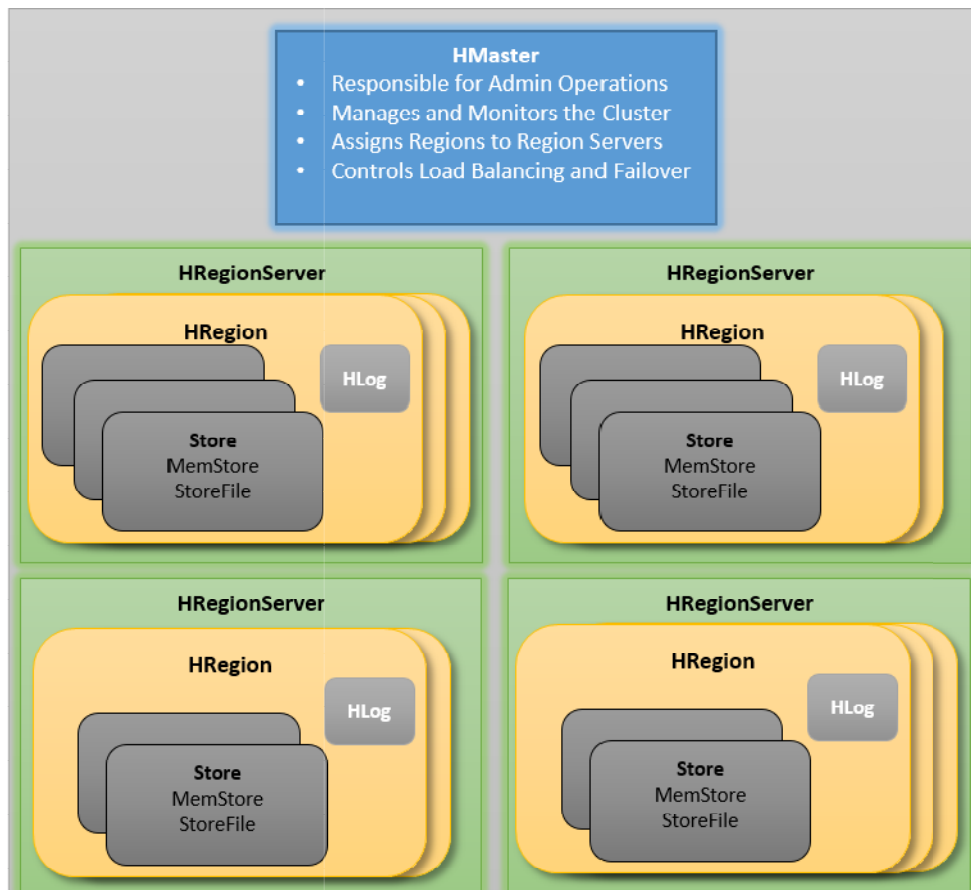 HMaster
• Responsible for Admin Operations
• Manages and Monitors the Cluster
• Assigns Regions to Region Servers
• Controls Load Balancing and Failover
HRegionServer
HRegion
HLog
Store
MemStore
StoreFile
HRegionServer
HRegion
HLog
Store
MemStore
StoreFile
HRegionServer
HRegion
HLog
Store
MemStore
StoreFile
HRegionServer
HRegion
HLog
Store
MemStore
StoreFile